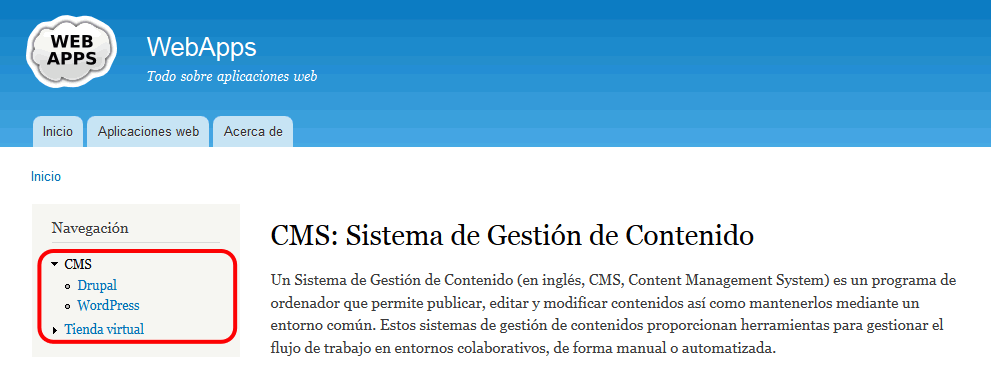 WEB
APPS
WebApps
Todo sobre aplicaciones web
Inicio
Aplicaciones web
Acerca de
Inicio
Navegación
CMS
Drupal
WordPress
Tienda virtual
CMS: Sistema de Gestión de Contenido
Un Sistema de Gestión de Contenido (en inglés, CMS, Content Management System) es un programa de
ordenador que permite publicar, editar y modificar contenidos así como mantenerlos mediante un
entorno común. Estos sistemas de gestión de contenidos proporcionan herramientas para gestionar el
flujo de trabajo en entornos colaborativos, de forma manual o automatizada.